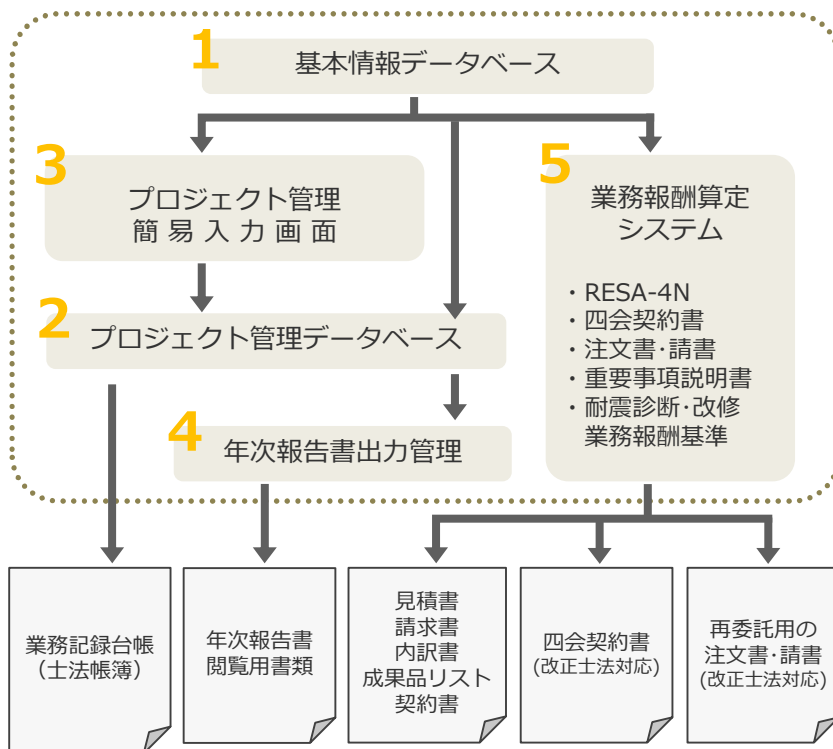 1
基本情報データベース
3
プロジェクト管理
簡易入力画面
5
業務報酬算定
システム
・RESA-4N
・四会契約書
・注文書・請書
・重要事項説明書
・耐震診断・改修
業務報酬基準
2
プロジェクト管理データベース
4
年次報告書出力管理
業務記録台帳
（士法帳簿）
年次報告書
閲覧用書類
見積書
請求書
内訳書
成果品リスト
契約書
四会契約書
(改正士法対応)
再委託用の
注文書・請書
(改正士法対応)